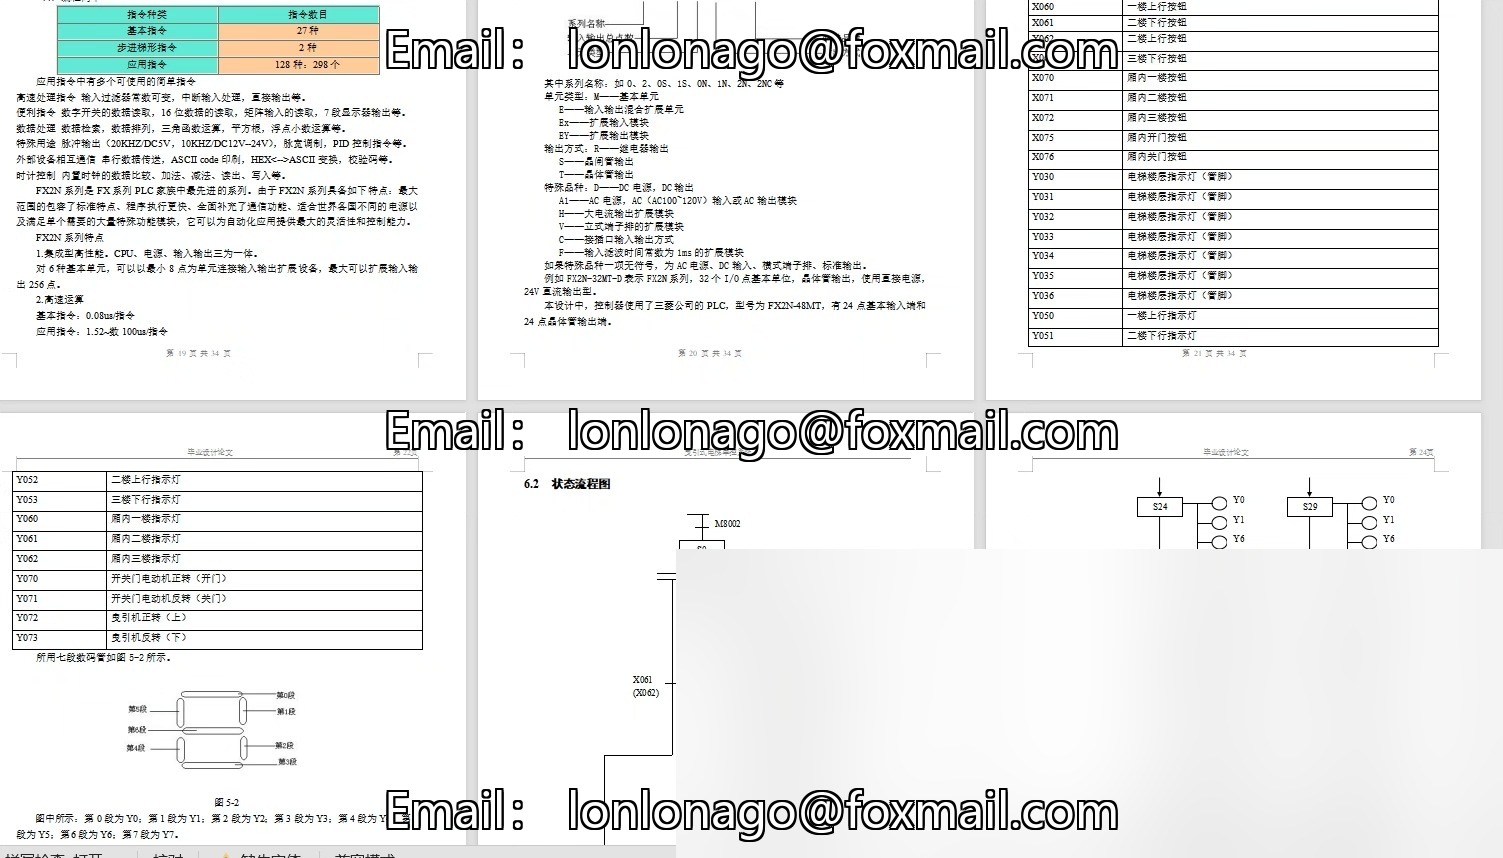 指令种类 指令数目
基本指令 27种
步进梯形指令 2种
应用指令 128种：298个
应用指令中有多个可使用的简单指令
高速处理指令 输入过滤器常数可变，中断输入处理，直接输出等。
便利指令 数字开关的数据读取，16位数据的读取，矩阵输入的读取，7段显示器输出等。
数据处理 数据检索，数据排列，三角函数运算，平方根，浮点小数运算等。
特殊用途 脉冲输出（20KHZ/DC5V，10KHZ/DC12V--24V），脉宽调制，PID控制指令等。
外部设备相互通信 串行数据传送，ASCII code印刷，HEX<-->ASCII变换，校验码等。
时计控制 内置时钟的数据比较、加法、减法、读出、写入等。
FX2N系列是FX系列PLC家族中最先进的系列。由于FX2N系列具备如下特点：最大
范围的包容了标准特点、程序执行更快、全面补充了通信功能、适合世界各国不同的电源以
及满足单个需要的大量特殊功能模块，它可以为自动化应用提供最大的灵活性和控制能力。
FX2N系列特点
1.集成型高性能。CPU、电源、输入输出三为一体。
对6种基本单元，可以以最小8点为单元连接输入输出扩展设备，最大可以扩展输入输
出256点。
2.高速运算
基本指令：0.08us/指令
应用指令：1.52~数100us/指令
第 19 页 共 34 页
系列名称
其中系列名称：如0、2、0S、1S、0N、1N、2N、2NC等
单元类型：M——基本单元
E——输入输出混合扩展单元
Ex——扩展输入模块
EY——扩展输出模块
输出方式：R——继电器输出
S——晶闸管输出
T——晶体管输出
特殊品种：D——DC电源，DC输出
A1——AC电源，AC（AC100~120V）输入或AC输出模块
H——大电流输出扩展模块
V——立式端子排的扩展模块
C——接插口输入输出方式
F——输入滤波时间常数为1ms的扩展模块
如果特殊品种一项无符号，为AC电源、DC输入、横式端子排、标准输出。
例如FX2N-32MT-D表示FX2N系列，32个I/O点基本单位，晶体管输出，使用直接电源，
24V直流输出型。
本设计中，控制器使用了三菱公司的PLC，型号为FX2N-48MT，有24点基本输入端和
24点晶体管输出端。
第 20 页 共 34 页
X060 一楼上行按钮
X061 二楼下行按钮
二楼上行按钮
三楼下行按钮
X070 厢内一楼按钮
X071 厢内二楼按钮
X072 厢内三楼按钮
X075 厢内开门按钮
X076 厢内关门按钮
Y030 电梯楼层指示灯（管脚）
Y031 电梯楼层指示灯（管脚）
Y032 电梯楼层指示灯（管脚）
Y033 电梯楼层指示灯（管脚）
Y034 电梯楼层指示灯（管脚）
Y035 电梯楼层指示灯（管脚）
Y036 电梯楼层指示灯（管脚）
Y050 一楼上行指示灯
Y051 二楼下行指示灯
第 21 页 共 34 页
Email： lonlonago@foxmail.com
Email： lonlonago@foxmail.com
毕业设计论文
Y052 二楼上行指示灯
Y053 三楼下行指示灯
Y060 厢内一楼指示灯
Y061 厢内二楼指示灯
Y062 厢内三楼指示灯
Y070 开关门电动机正转（开门）
Y071 开关门电动机反转（关门）
Y072 曳引机正转（上）
Y073 曳引机反转（下）
所用七段数码管如图5-2所示。
第0段
第5段 第1段
第6段
第4段 第2段
第3段
图5-2
图中所示：第0段为Y0；第1段为Y1；第2段为Y2；第3段为Y3；第4段为
段为Y5；第6段为Y6；第7段为Y7。
6.2 状态流程图
M8002
X061
(X062)
毕业设计论文 第24页
S24 Y0
Y1
Y6
S29 Y0
Y1
Y6
Email： lonlonago@foxmail.com